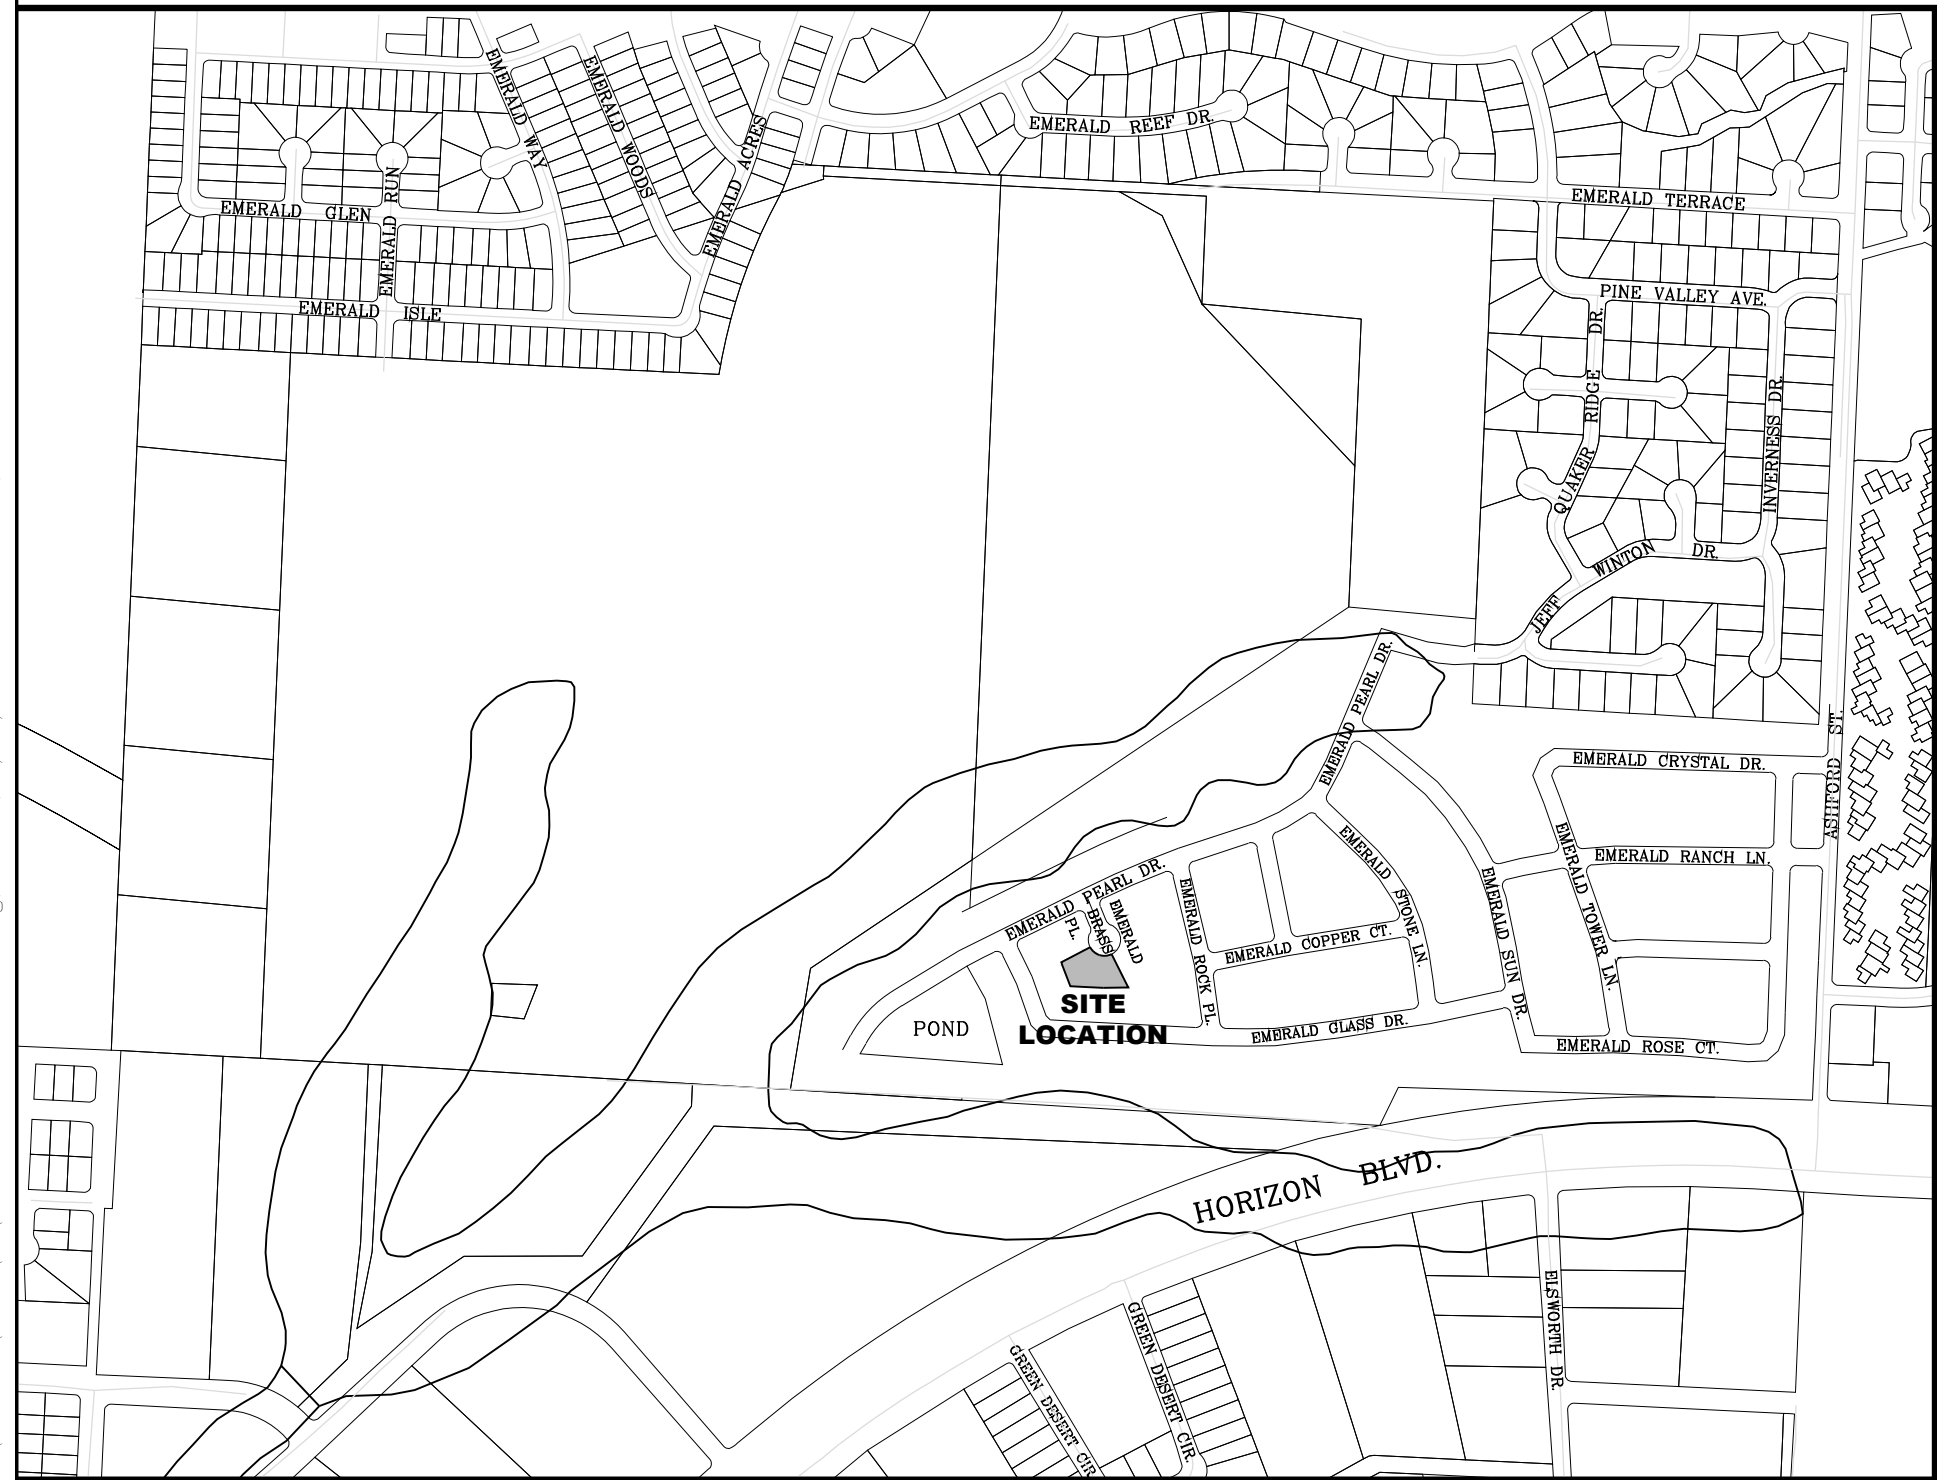 EMERALD WAY
EMERALD WOODS
EMERALD ACRES
EMERALD REEF DR.
EMERALD RUN
EMERALD GLEN
EMERALD TERRACE
EMERALD ISLE
PINE VALLEY AVE.
QUAKER RIDGE DR.
INVERNESS DR.
JEFF WINTON DR.
EMERALD PEARL DR.
ASHFORD ST.
EMERALD CRYSTAL DR.
EMERALD STONE LN.
EMERALD RANCH LN.
EMERALD TOWER LN.
EMERALD SUN DR.
EMERALD PEARL DR.
EMERALD
BRASS
PL.
EMERALD ROCK PL.
EMERALD COPPER CT.
SITE
LOCATION
POND
EMERALD GLASS DR.
EMERALD ROSE CT.
HORIZON BLVD.
ELSWORTH DR.
GREEN DESERT CIR.
GREEN DESERT CIR.